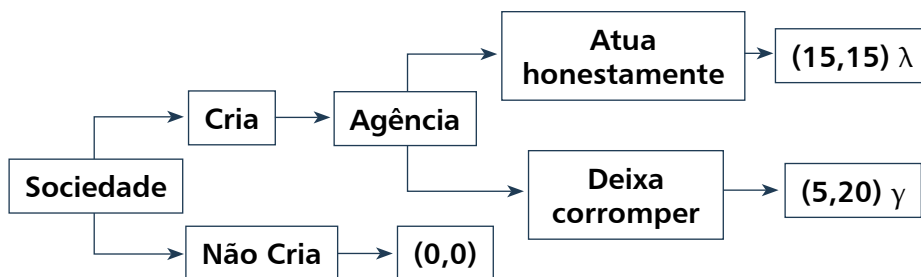 Atua
honestamente
(15,15) λ
Cria
Agência
Sociedade
Deixa
corromper
(5,20) γ
Não Cria
(0,0)